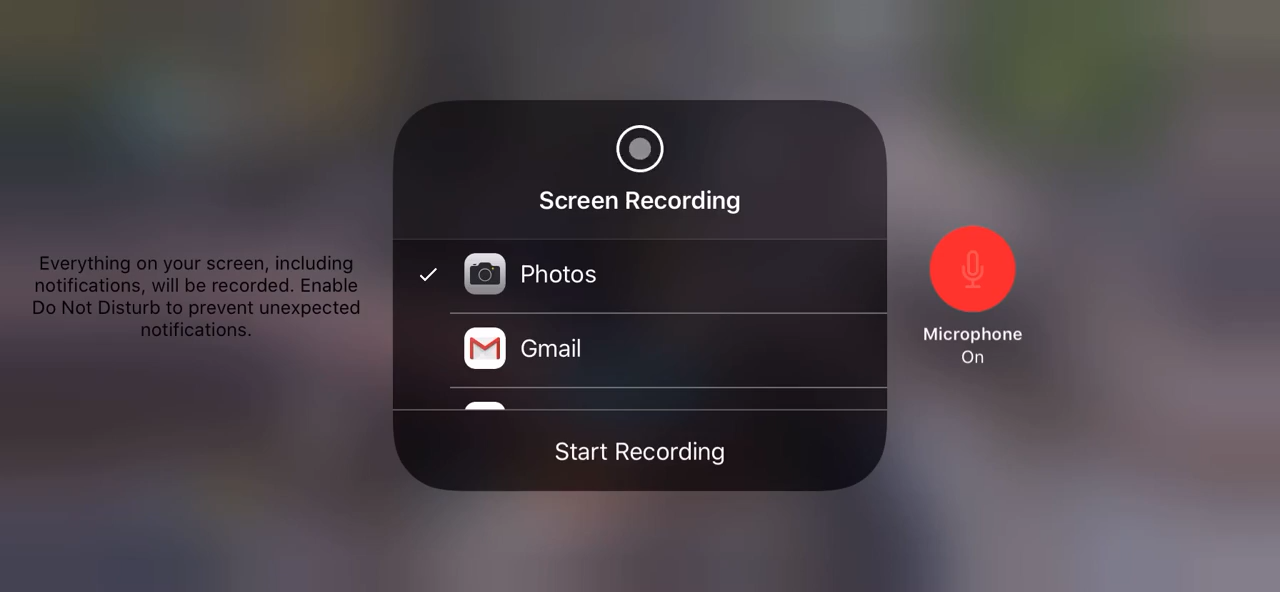 Everything on your screen, including
notifications, will be recorded. Enable
Do Not Disturb to prevent unexpected
notifications.
Screen Recording
Photos
Gmail
Start Recording
Microphone
On